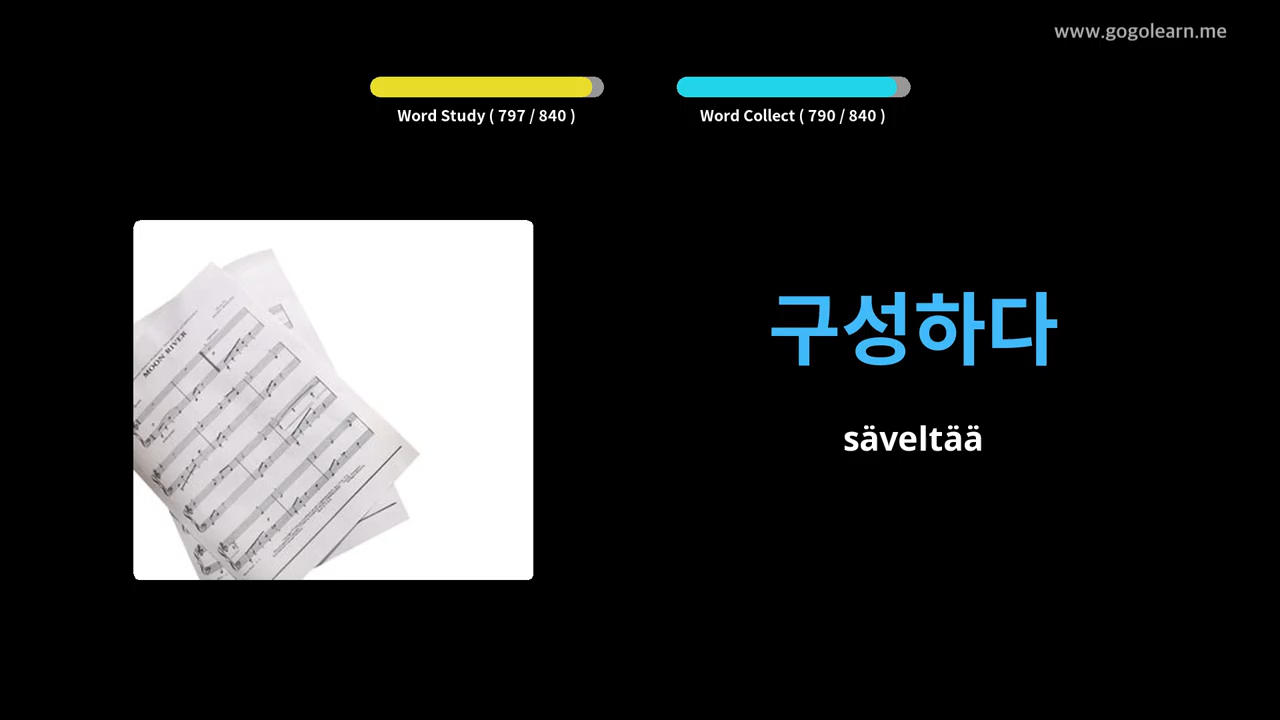 www.gogolearn.me
Word Study ( 797 / 840 )
Word Collect ( 790 / 840 )
MOON RIVER
구성하다
säveltää